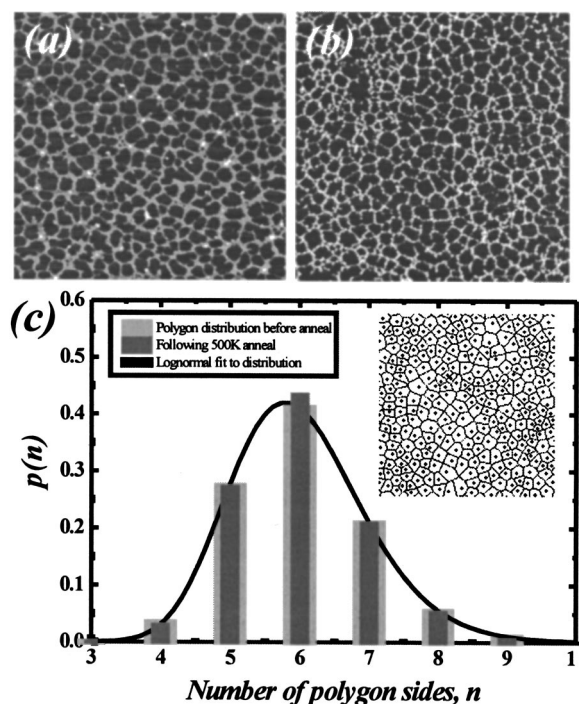 (a)
(b)
(c)
0.6
0.5
0.4
0.3
0.2
0.1
0.0
p(n)
Polygon distribution before anneal
Following 500K anneal
Lognormal fit to distribution
3 4 5 6 7 8 9 1
Number of polygon sides, n